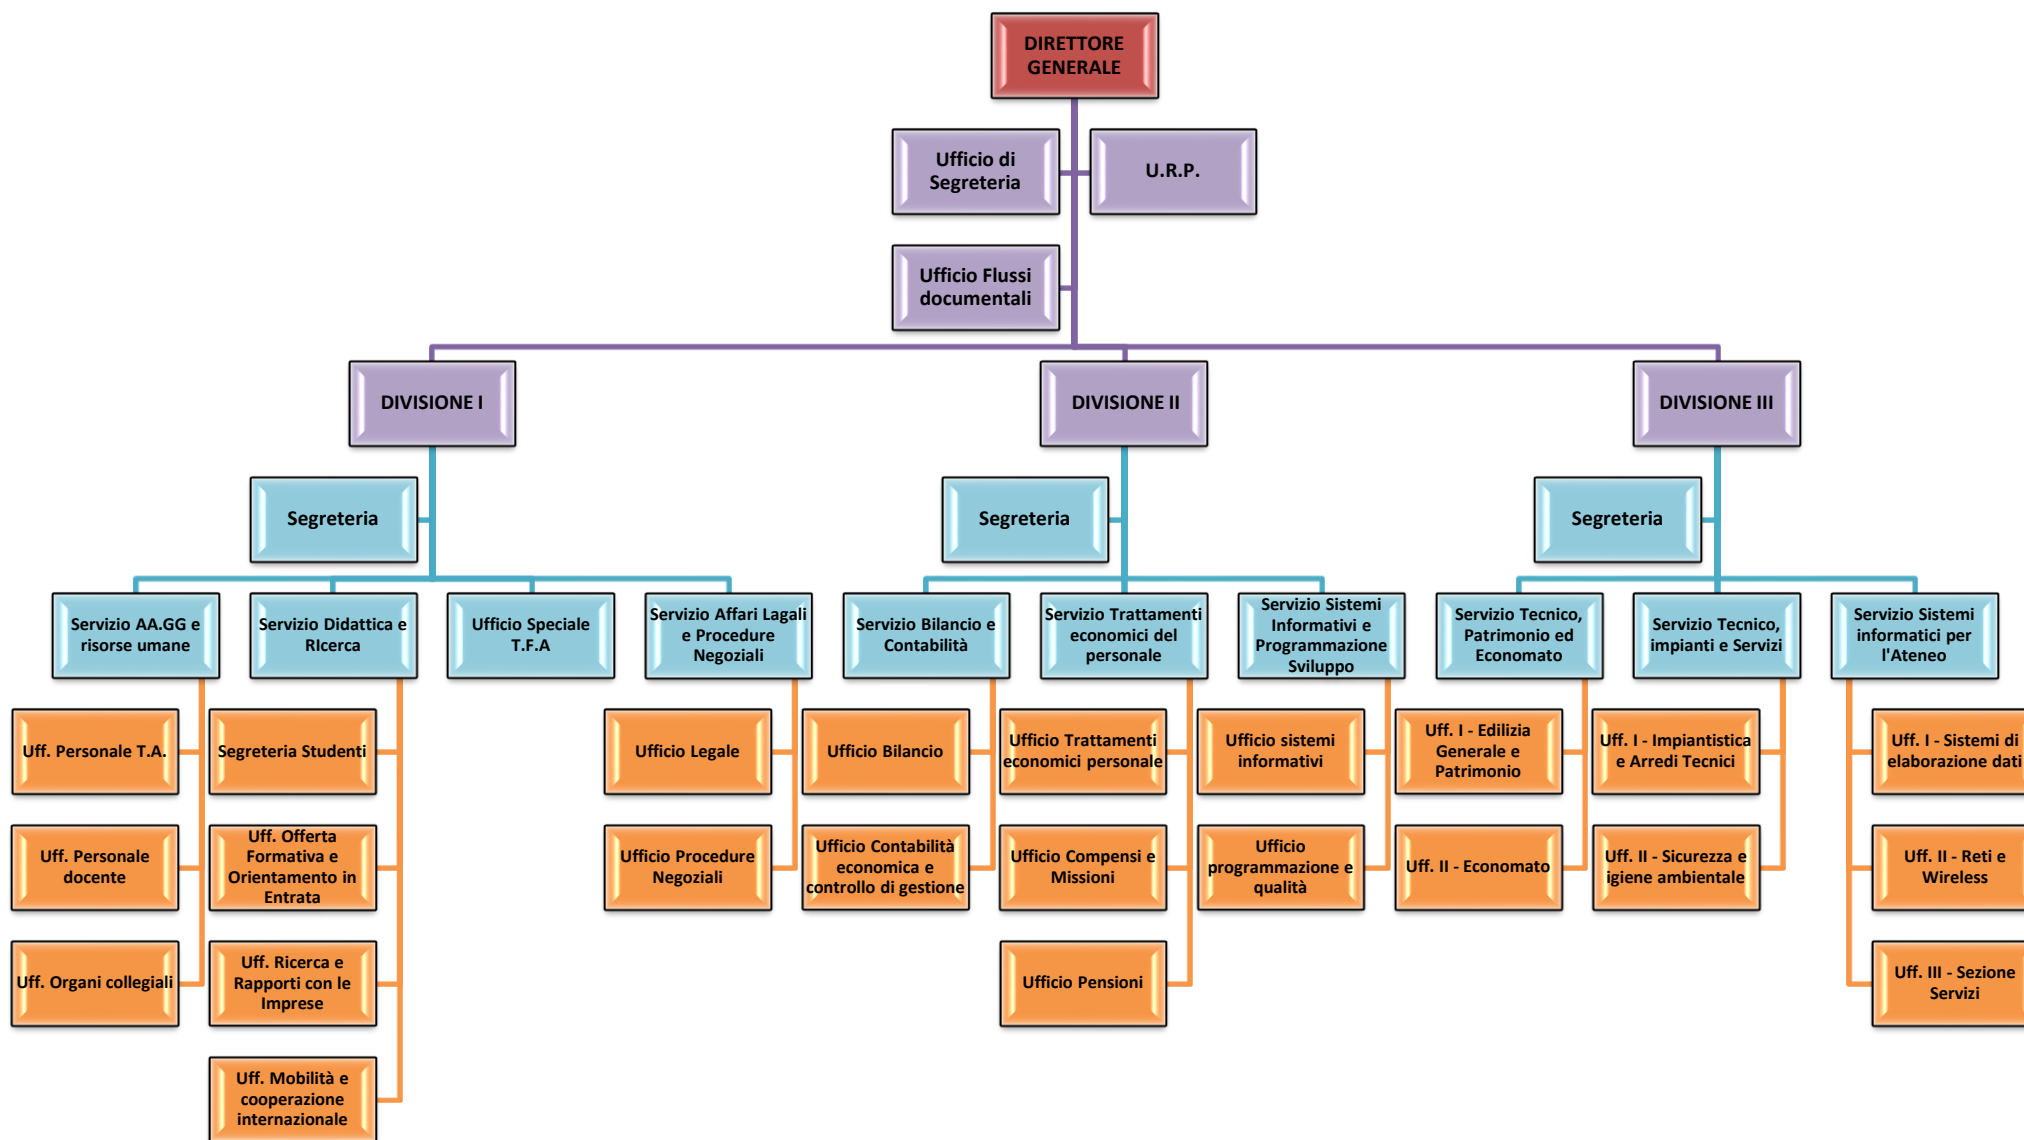 DIRETTORE
GENERALE
Ufficio di
Segreteria
U.R.P.
Ufficio Flussi
documentali
DIVISIONE I
DIVISIONE II
DIVISIONE III
Segreteria
Segreteria
Segreteria
Servizio AA.GG e
risorse umane
Servizio Didattica e
RIcerca
Ufficio Speciale
T.F.A
Servizio Affari Lagali
e Procedure
Negoziali
Servizio Bilancio e
Contabilità
Servizio Trattamenti
economici del
personale
Servizio Sistemi
Informativi e
Programmazione
Sviluppo
Servizio Tecnico,
Patrimonio ed
Economato
Servizio Tecnico,
impianti e Servizi
Servizio Sistemi
informatici per
l'Ateneo
Uff. Personale T.A.
Segreteria Studenti
Ufficio Legale
Ufficio Bilancio
Ufficio Trattamenti
economici personale
Ufficio sistemi
informativi
Uff. I - Edilizia
Generale e
Patrimonio
Uff. I - Impiantistica
e Arredi Tecnici
Uff. I - Sistemi di
elaborazione dati
Uff. Personale
docente
Uff. Offerta
Formativa e
Orientamento in
Entrata
Ufficio Procedure
Negoziali
Ufficio Contabilità
economica e
controllo di gestione
Ufficio Compensi e
Missioni
Ufficio
programmazione e
qualità
Uff. II - Economato
Uff. II - Sicurezza e
igiene ambientale
Uff. II - Reti e
Wireless
Uff. Organi collegiali
Uff. Ricerca e
Rapporti con le
Imprese
Ufficio Pensioni
Uff. III - Sezione
Servizi
Uff. Mobilità e
cooperazione
internazionale